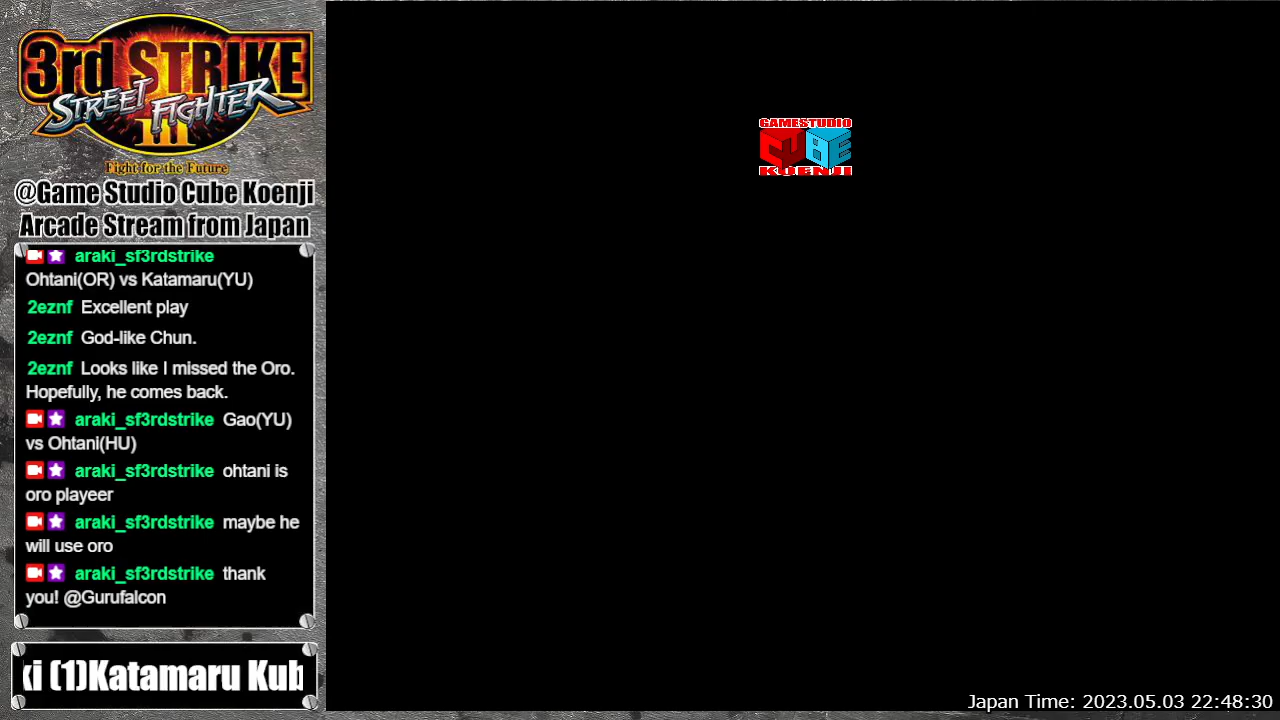 3rd STRIKE
STREET FIGHTER
III
Fight for the Future
@Game Studio Cube Koenji
Arcade Stream from Japan
araki_sf3rdstrike
Ohtani(OR) vs Katamaru(YU)
2eznf Excellent play
2eznf God-like Chun.
2eznf Looks like I missed the Oro.
Hopefully, he comes back.
araki_sf3rdstrike Gao(YU)
vs Ohtani(HU)
araki_sf3rdstrike ohtani is
oro playeer
araki_sf3rdstrike maybe he
will use oro
araki_sf3rdstrike thank
you! @Gurufalcon
ki (1)Katamaru Kub
GAMESTUDIO
CUBE
KOENJI
Japan Time: 2023.05.03 22:48:30